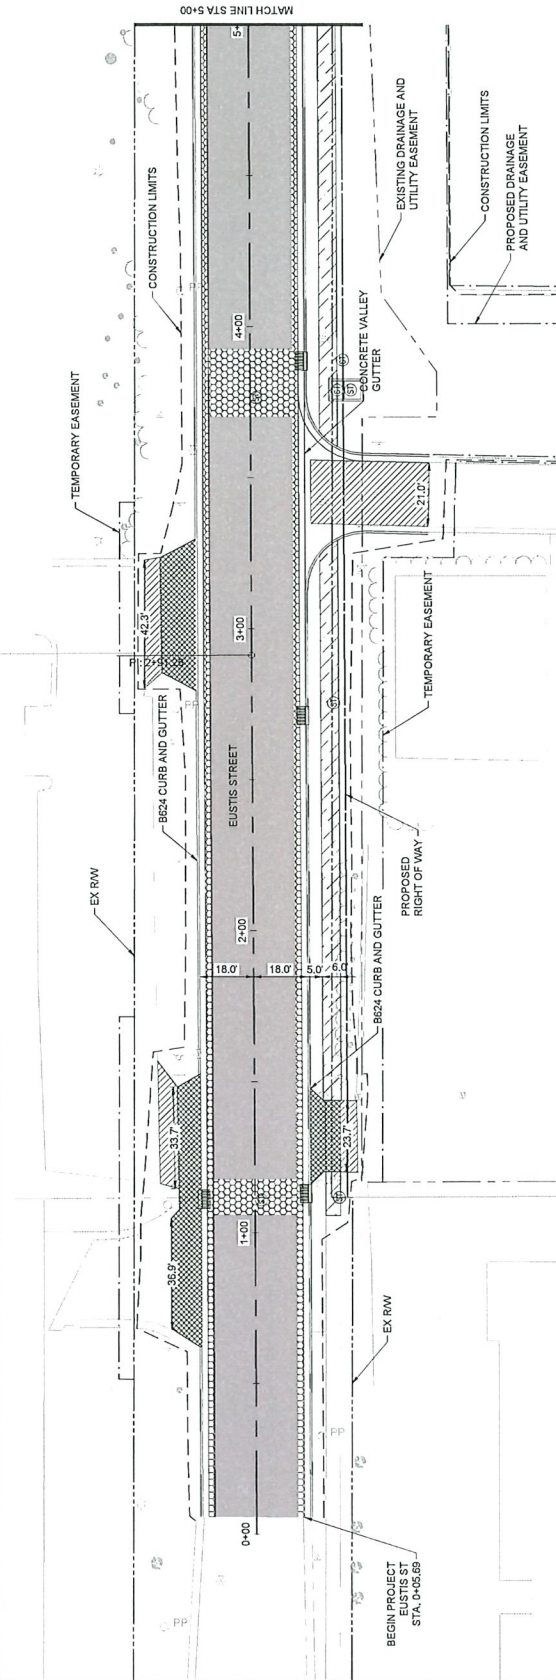 MATCH LINE STA 5+00
5+
CONSTRUCTION LIMITS
EXISTING DRAINAGE AND
UTILITY EASEMENT
CONSTRUCTION LIMITS
PROPOSED DRAINAGE
AND UTILITY EASEMENT
4+00
CONCRETE VALLEY
GUTTER
TEMPORARY EASEMENT
21.0'
42.3'
3+00
TEMPORARY EASEMENT
PP
B624 CURB AND GUTTER
EUSTIS STREET
EX R/W
2+00
PROPOSED
RIGHT OF WAY
18.0'
18.0'
5.0'
6.0'
B624 CURB AND GUTTER
33.7'
23.7'
1+00
36.9'
EX R/W
PP
0+00
BEGIN PROJECT
EUSTIS ST
STA. 0+05.69
PP